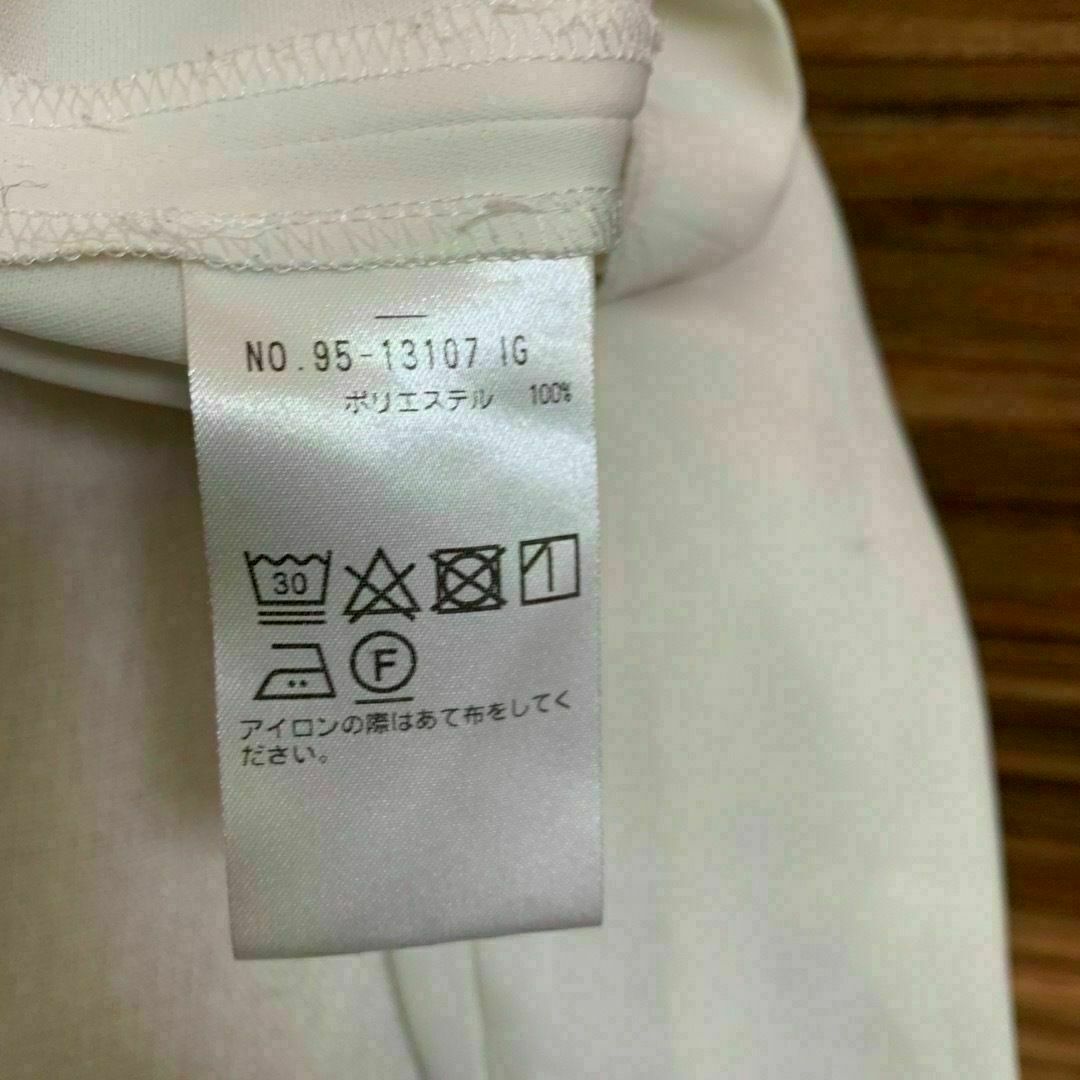 NO.95-13107 IG
ポリエステル 100%
30
F
アイロンの際はあて布をしてく
ださい。